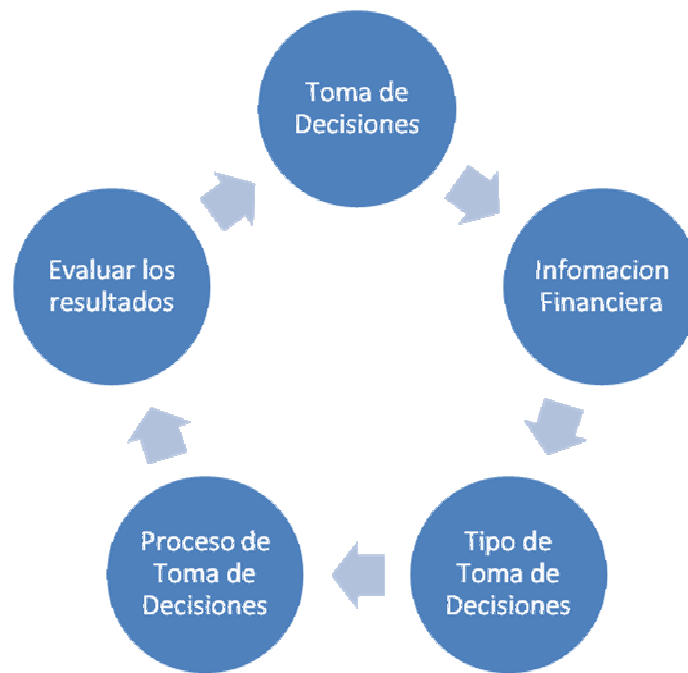 Toma de
Decisiones
Infomacion
Financiera
Tipo de
Toma de
Decisiones
Proceso de
Toma de
Decisiones
Evaluar los
resultados